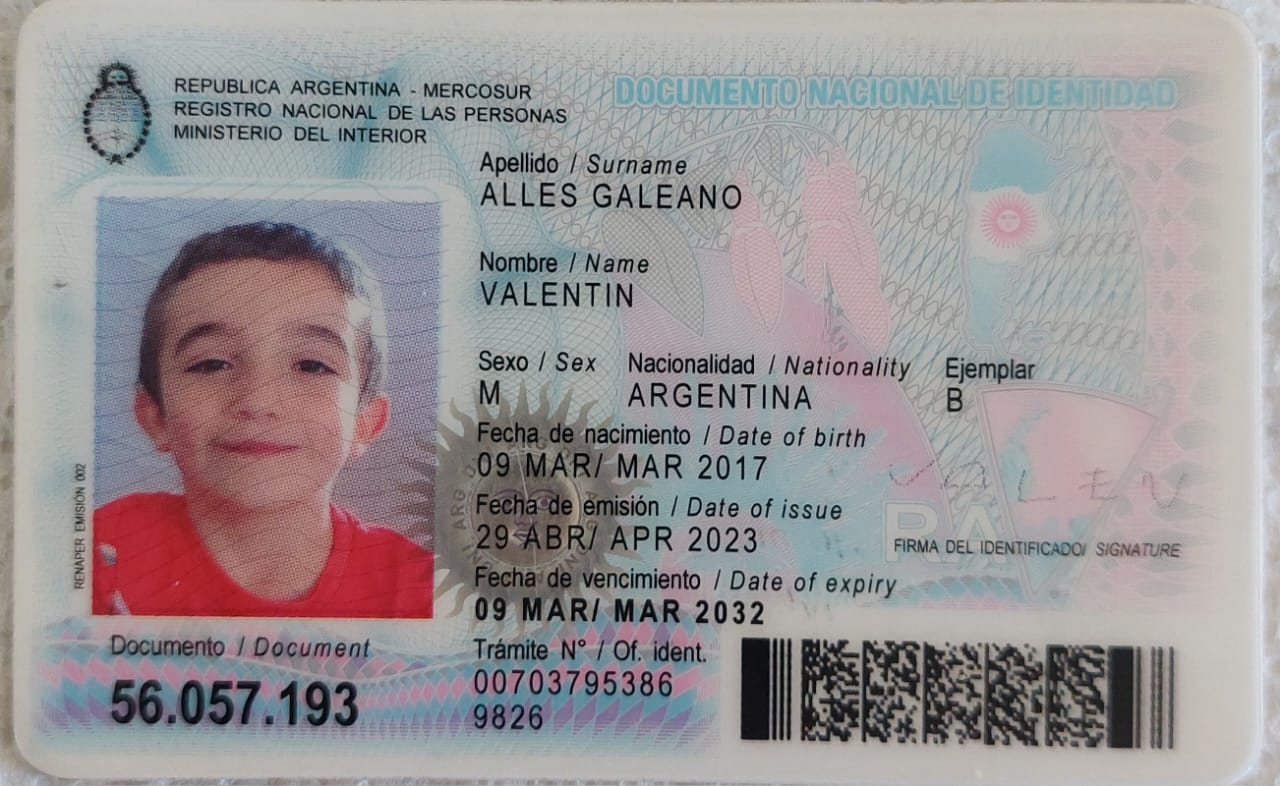 REPUBLICA ARGENTINA - MERCOSUR
REGISTRO NACIONAL DE LAS PERSONAS
MINISTERIO DEL INTERIOR
DOCUMENTO NACIONAL DE IDENTIDAD
Apellido / Surname
ALLES GALEANO
Nombre / Name
VALENTIN
Sexo / Sex Nacionalidad / Nationality Ejemplar
M ARGENTINA B
Fecha de nacimiento / Date of birth
09 MAR/ MAR 2017
Fecha de emisión / Date of issue
29 ABR/ APR 2023
Fecha de vencimiento / Date of expiry
09 MAR/ MAR 2032
VALEN
RA
FIRMA DEL IDENTIFICADO/ SIGNATURE
RENAPER EMISIÓN 002
Documento / Document
56.057.193
Trámite N° / Of. ident.
00703795386
9826